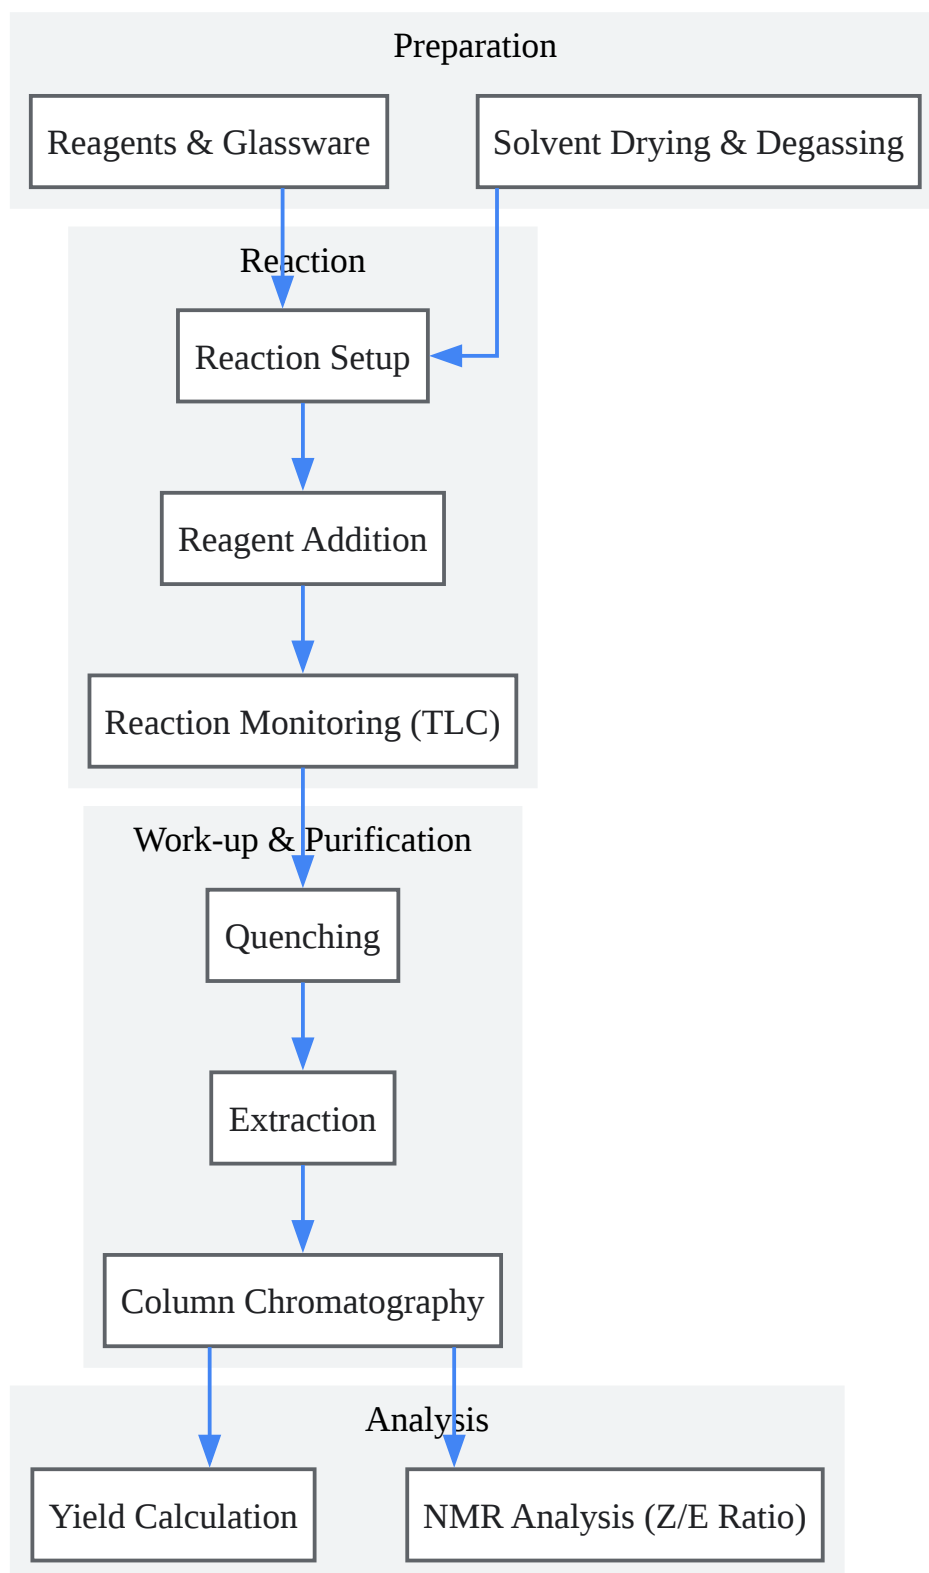 Preparation
Reagents & Glassware
Solvent Drying & Degassing
Reaction
Reaction Setup
Reagent Addition
Reaction Monitoring (TLC)
Work-up & Purification
Quenching
Extraction
Column Chromatography
Analysis
Yield Calculation
NMR Analysis (Z/E Ratio)